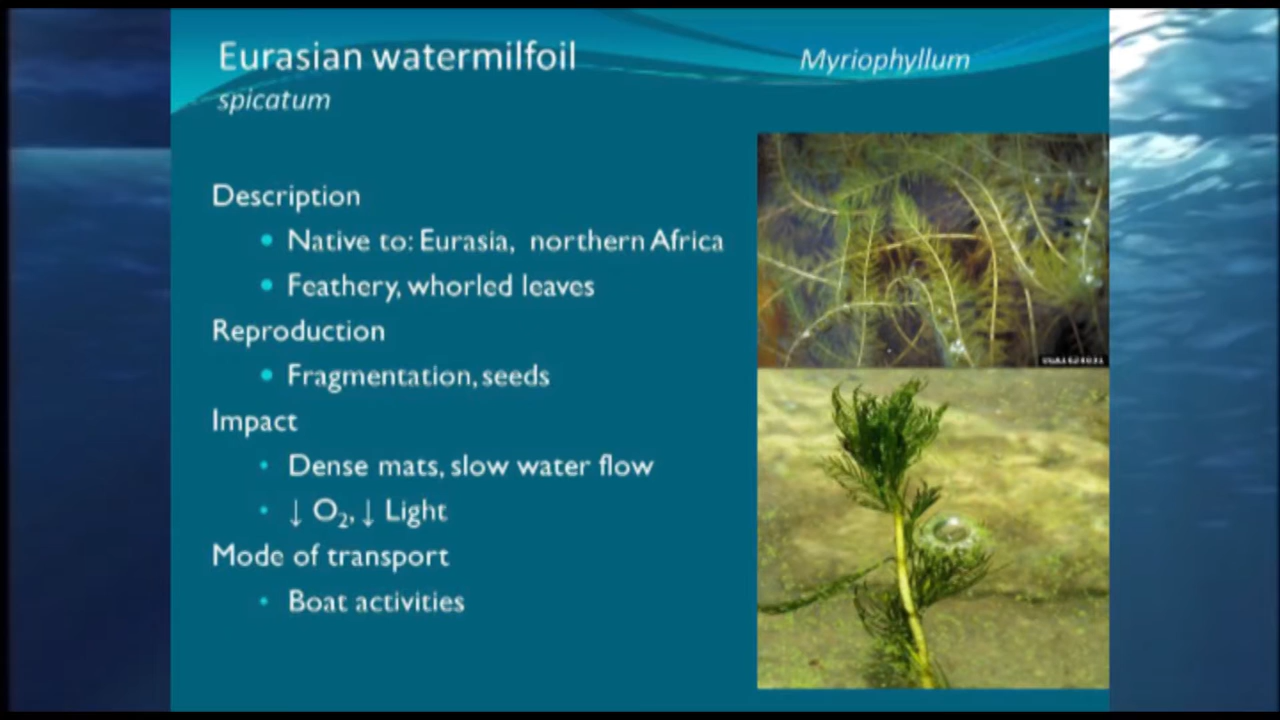 Eurasian watermilfoil Myriophyllum
spicatum
Description
• Native to: Eurasia, northern Africa
• Feathery, whorled leaves
Reproduction
• Fragmentation, seeds
Impact
• Dense mats, slow water flow
• ↓ O₂, ↓ Light
Mode of transport
• Boat activities